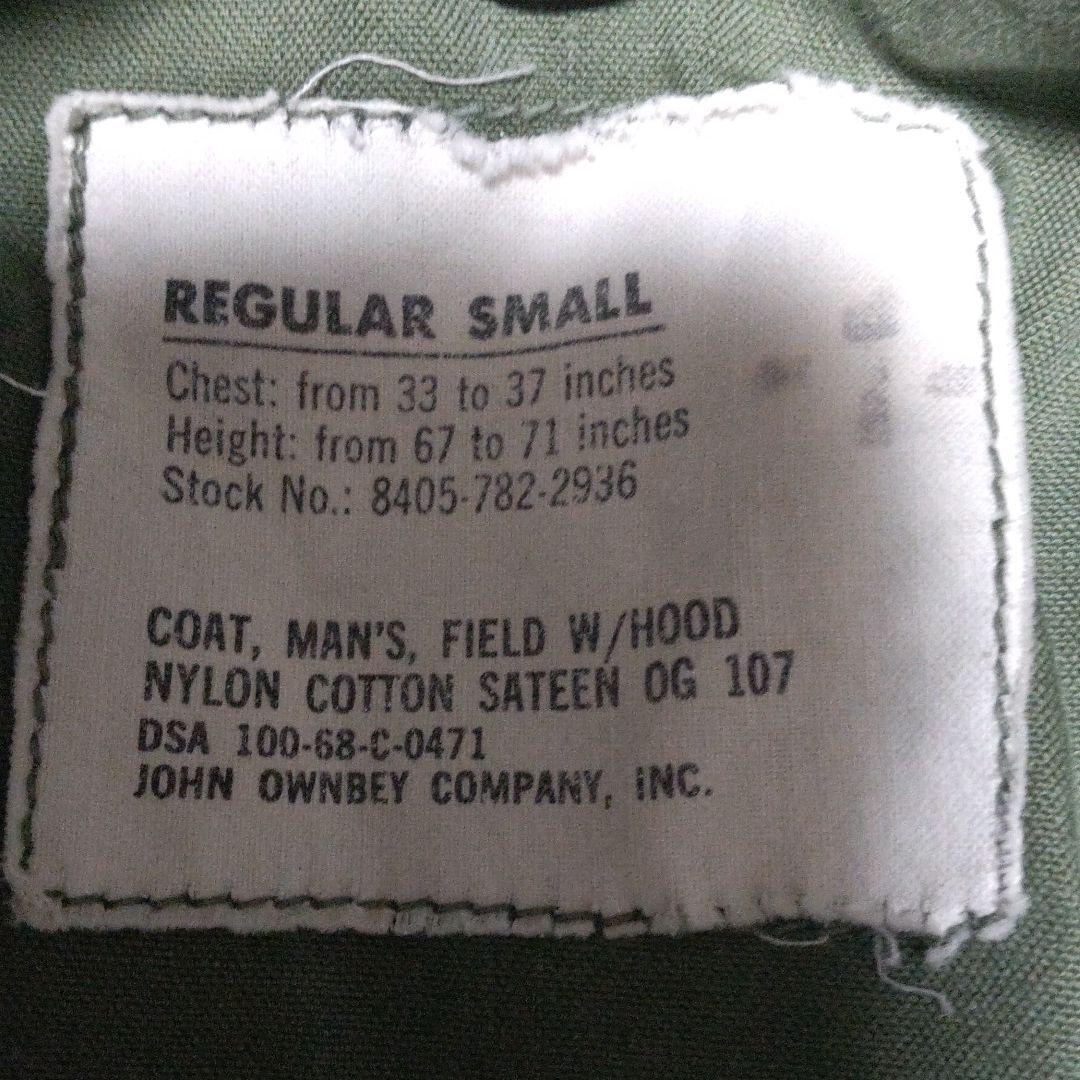 REGULAR SMALL
Chest: from 33 to 37 inches
Height: from 67 to 71 inches
Stock No.: 8405-782-2936
COAT, MAN'S, FIELD W/HOOD
NYLON COTTON SATEEN OG 107
DSA 100-68-C-0471
JOHN OWNBEY COMPANY, INC.